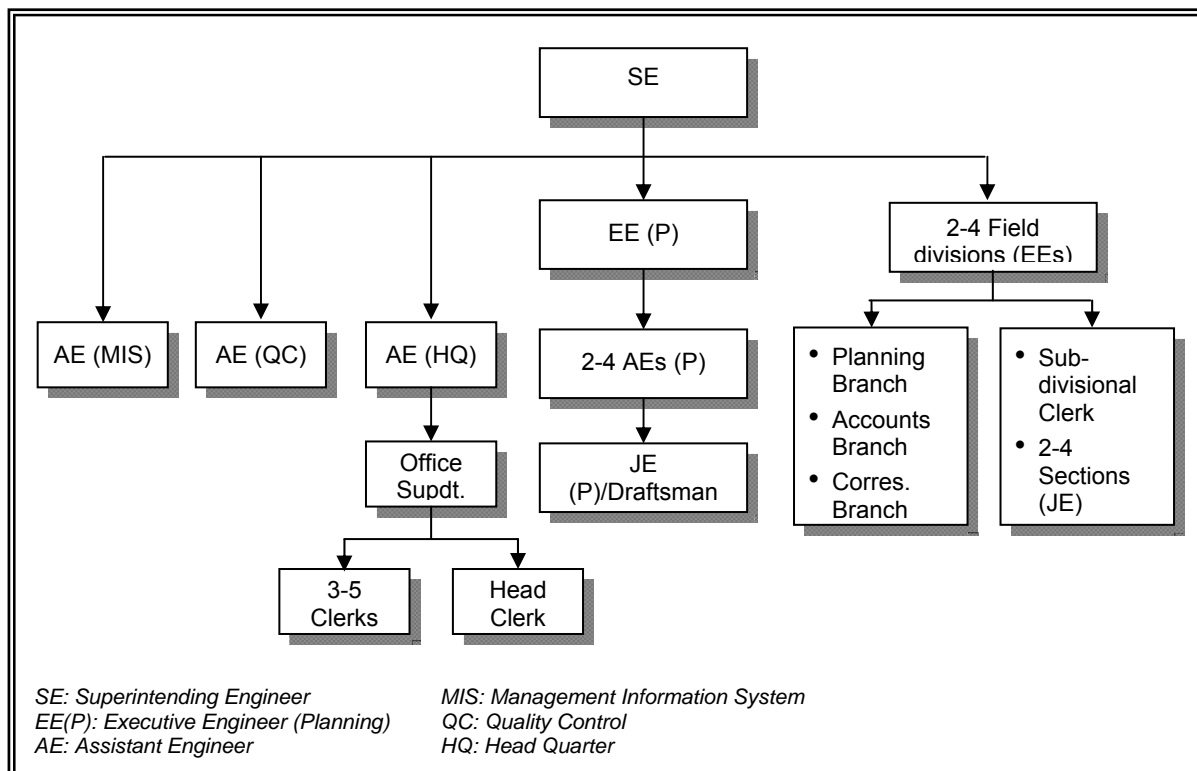 SE
EE (P)
2-4 Field
divisions (EEs)
AE (MIS)
AE (QC)
AE (HQ)
2-4 AEs (P)
• Planning
Branch
• Accounts
Branch
• Corres.
Branch
• Sub-
divisional
Clerk
• 2-4
Sections
(JE)
Office
Supdt.
JE
(P)/Draftsman
3-5
Clerks
Head
Clerk
SE: Superintending Engineer
EE(P): Executive Engineer (Planning)
AE: Assistant Engineer
MIS: Management Information System
QC: Quality Control
HQ: Head Quarter